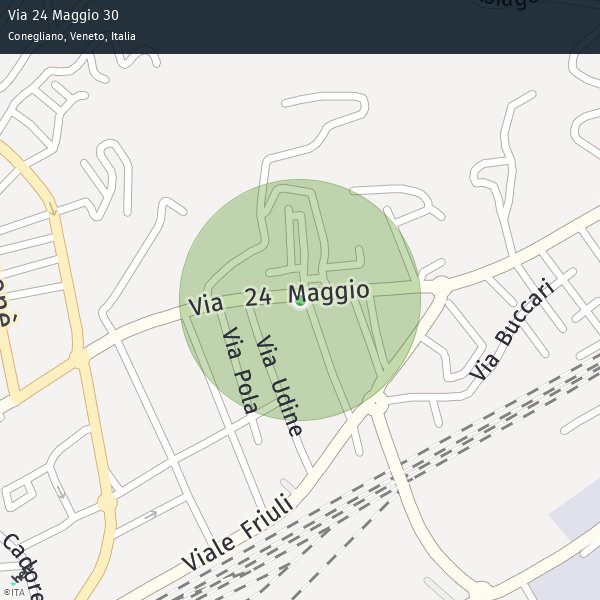 Via 24 Maggio 30
Conegliano, Veneto, Italia
Via 24 Maggio
Via Buccari
Via Pola
Via Udine
Viale Friuli
Cadore
©ITA